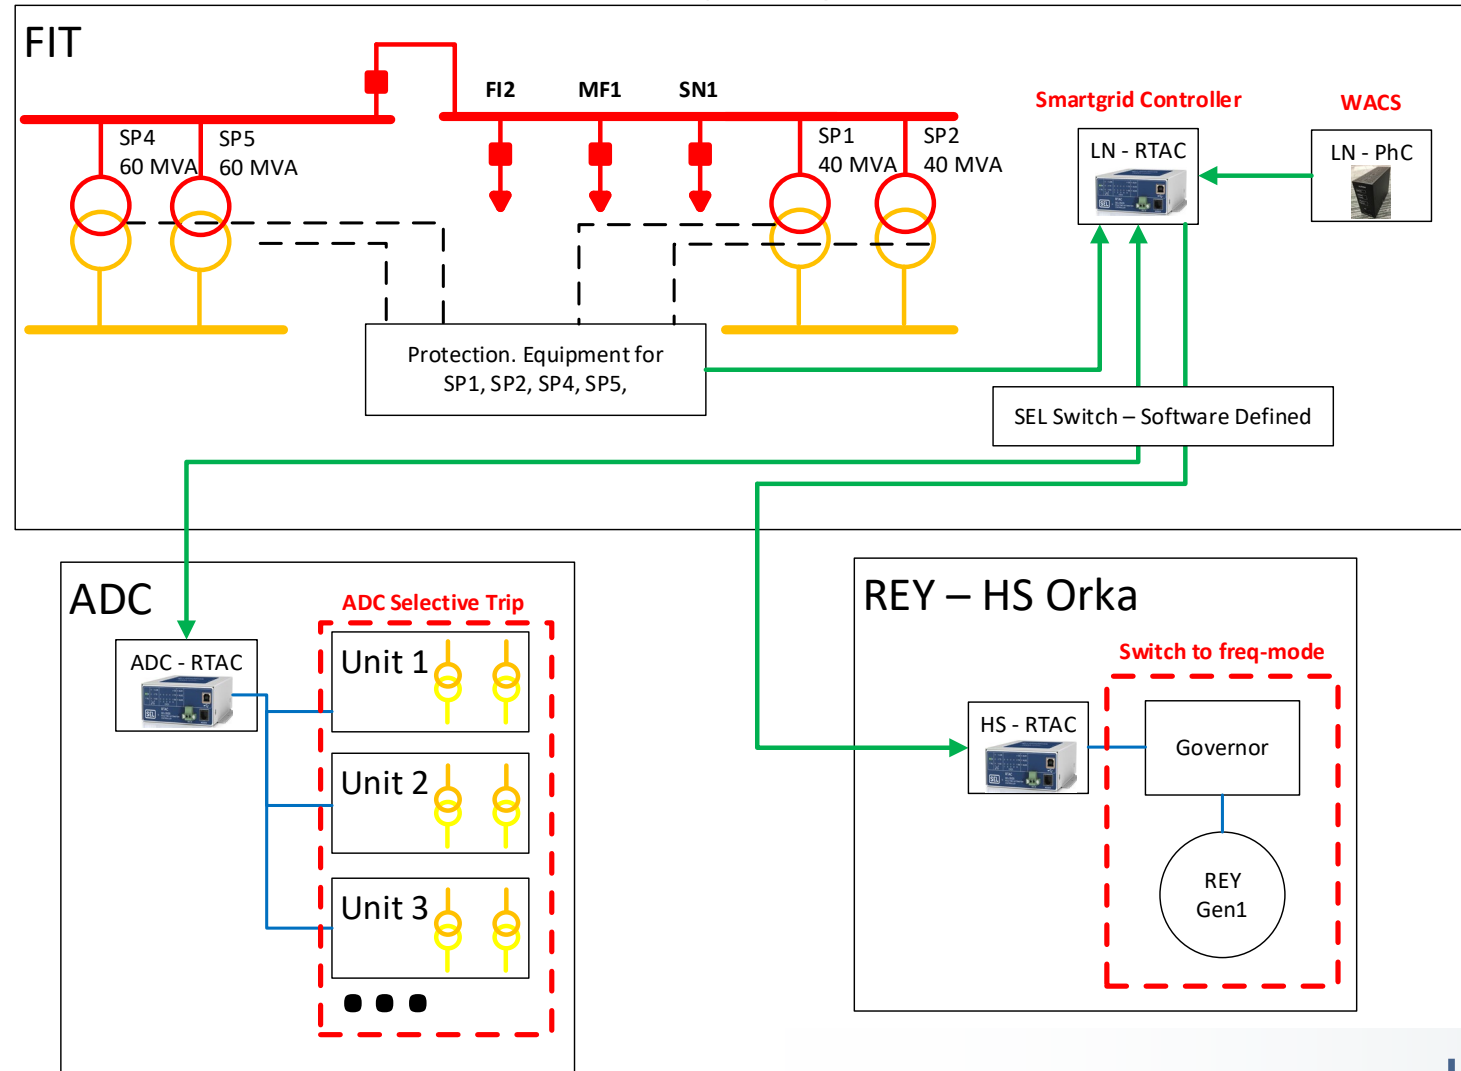 FIT
FI2
MF1
SN1
Smartgrid Controller
WACS
SP4
60 MVA
SP5
60 MVA
SP1
40 MVA
SP2
40 MVA
LN - RTAC
LN - PhC
Protection. Equipment for
SP1, SP2, SP4, SP5,
SEL Switch – Software Defined
ADC
ADC Selective Trip
ADC - RTAC
Unit 1
Unit 2
Unit 3
REY – HS Orka
Switch to freq-mode
HS - RTAC
Governor
REY
Gen1